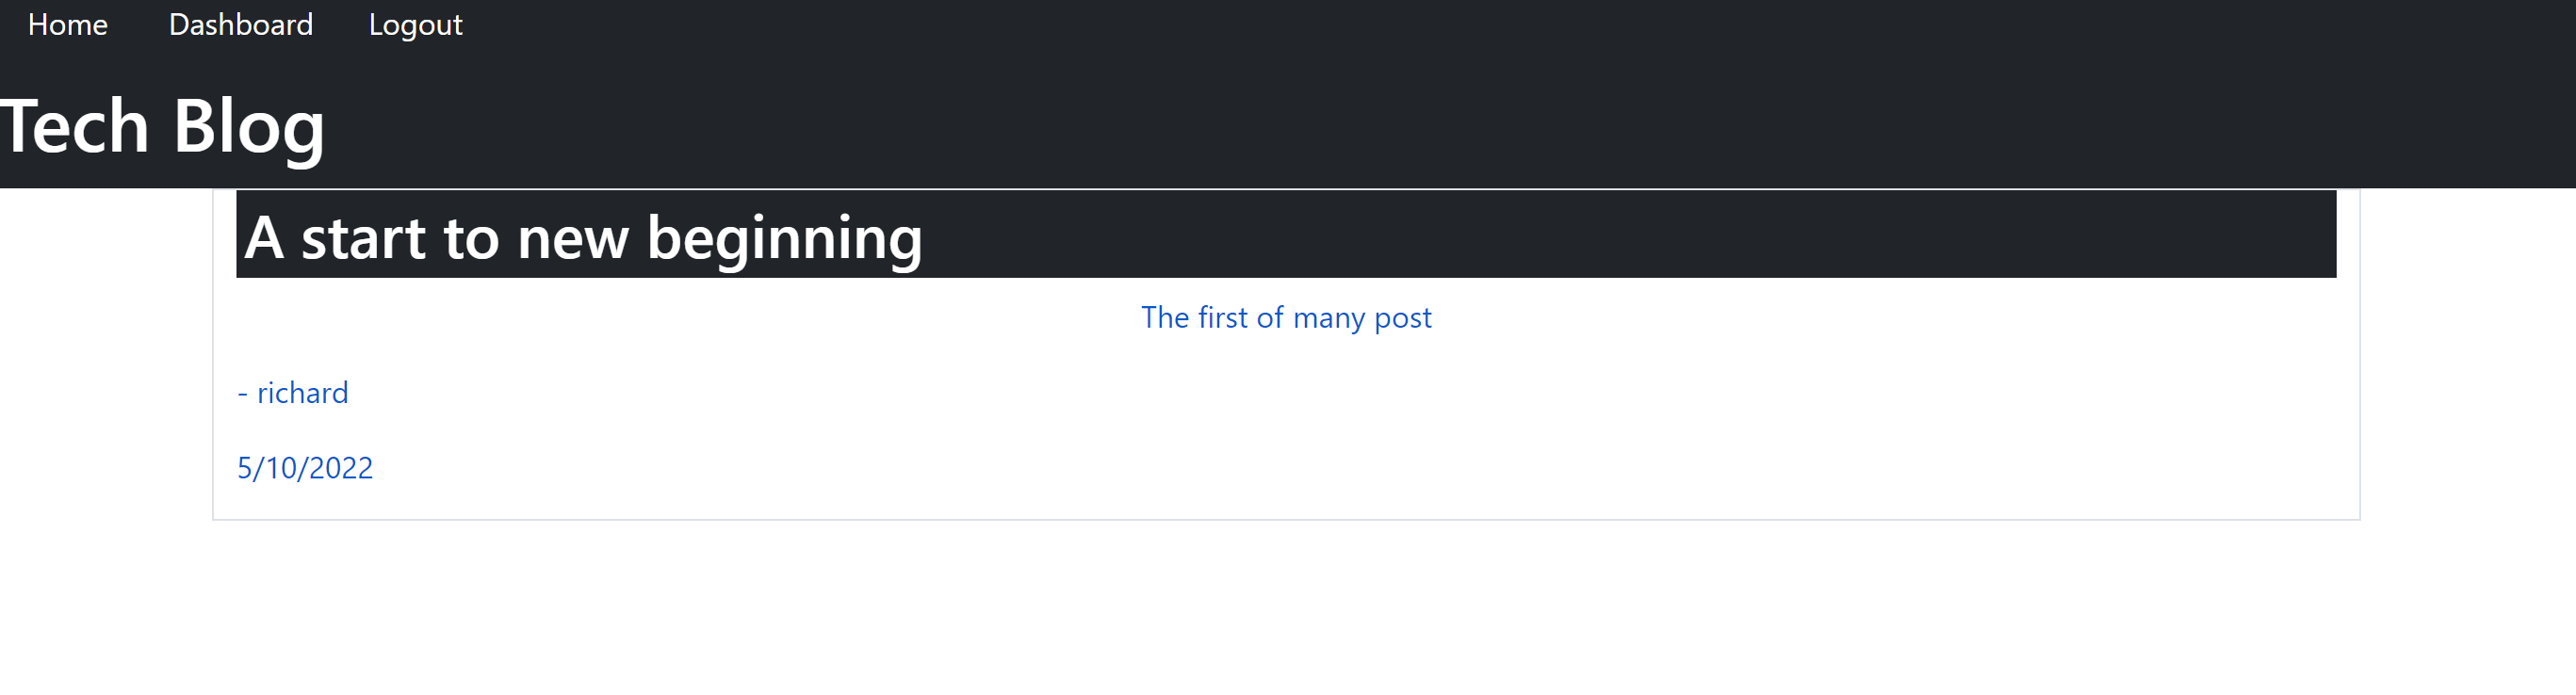 Home Dashboard Logout
Tech Blog
A start to new beginning
The first of many post
- richard
5/10/2022